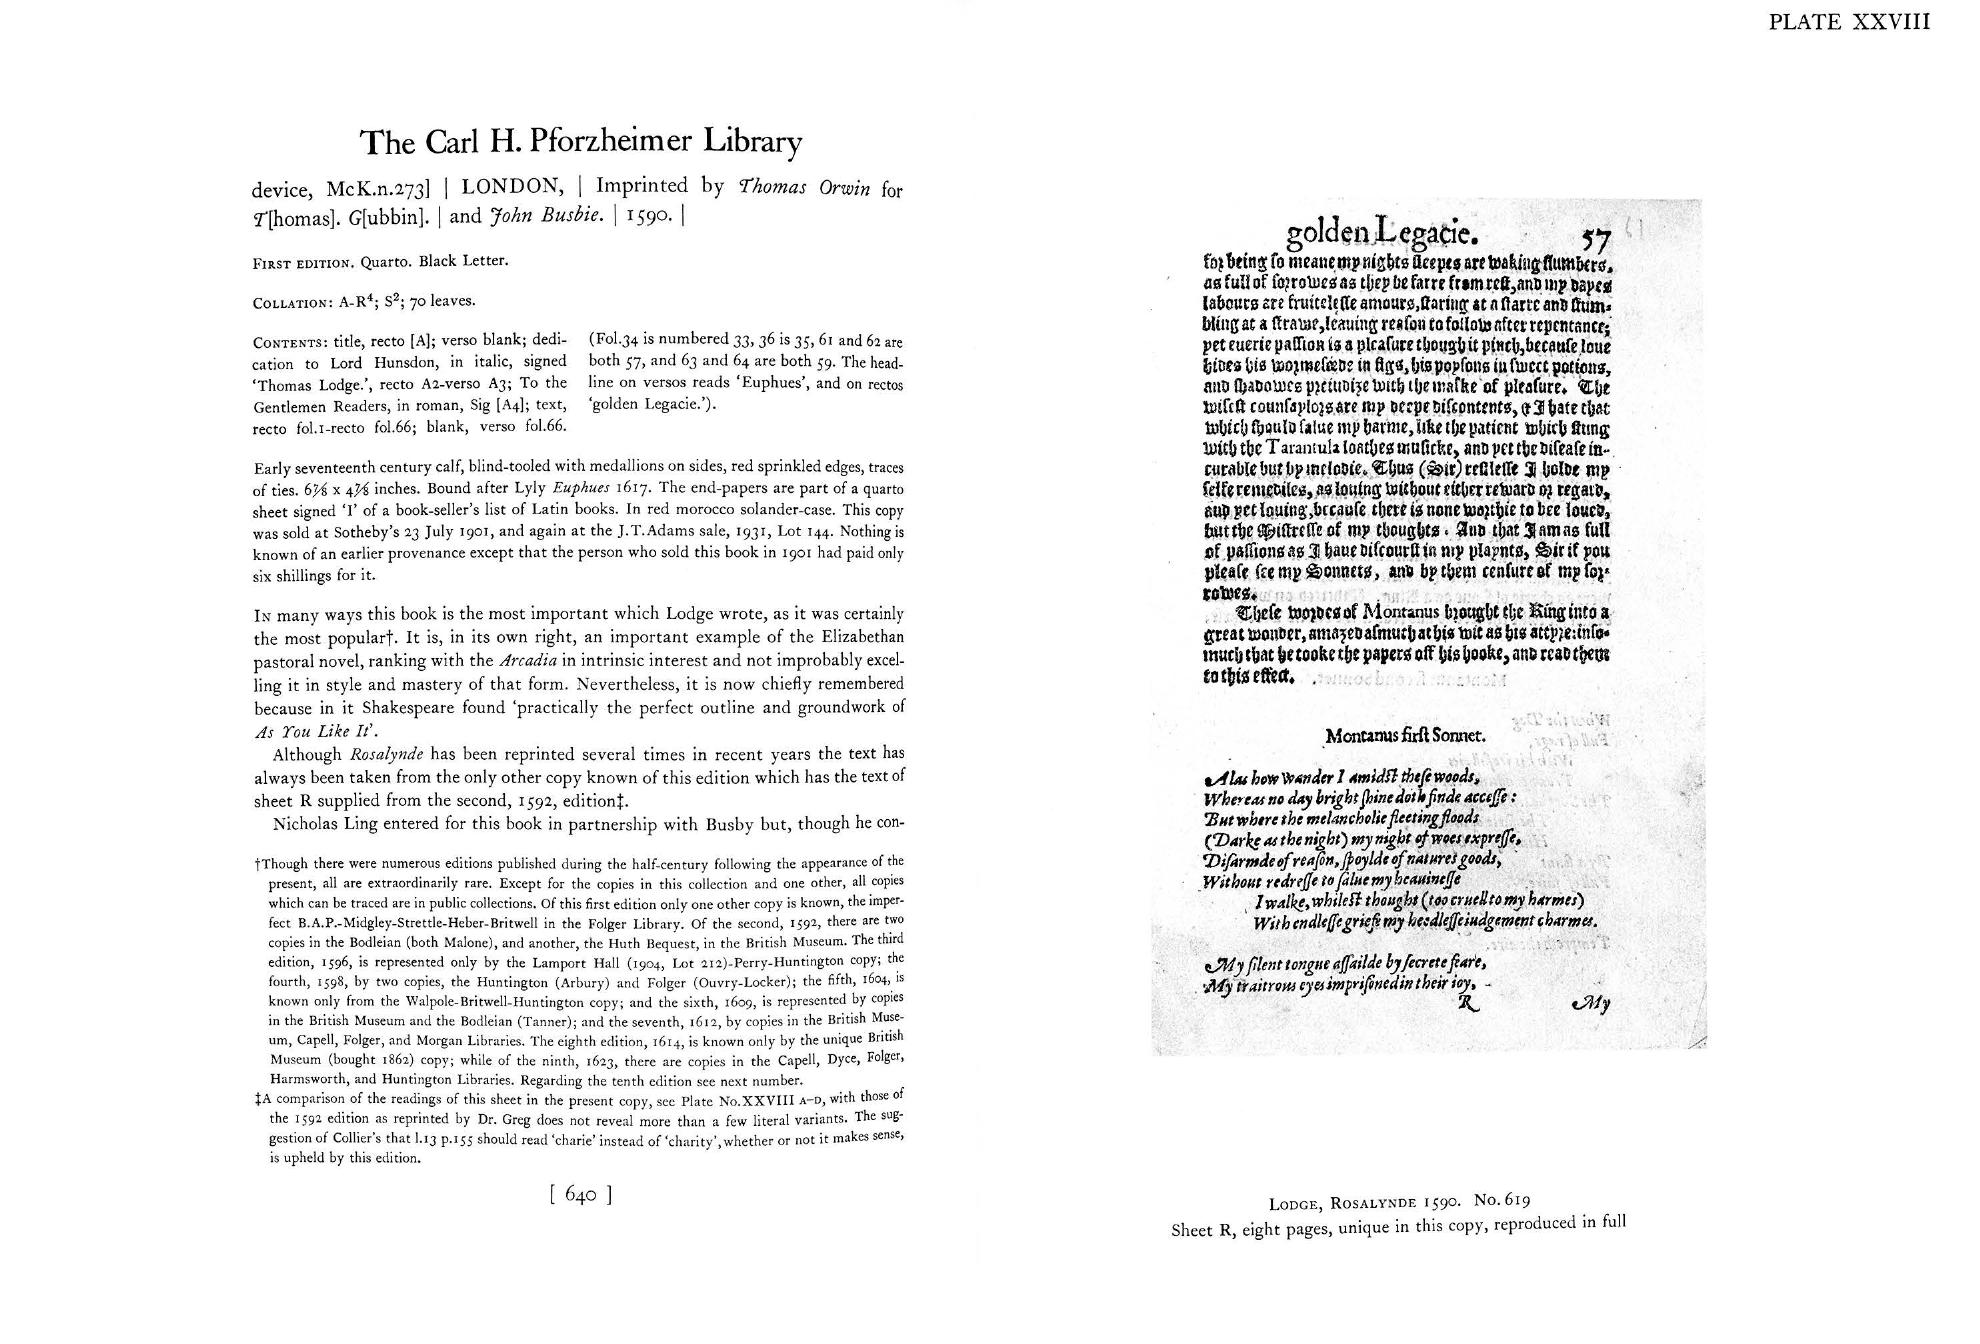 The Carl H. Pforzheimer Library
device, McK.n.273] | LONDON, | Imprinted by Thomas Orwin for
T[homas]. G[ubbin]. | and John Busbie. | 1590. |
FIRST EDITION. Quarto. Black Letter.
COLLATION: A-R⁴; S²; 70 leaves.
CONTENTS: title, recto [A]; verso blank; dedi-
cation to Lord Hunsdon, in italic, signed
‘Thomas Lodge.’, recto A2-verso A3; To the
Gentlemen Readers, in roman, Sig [A4]; text,
recto fol.1-recto fol.66; blank, verso fol.66.
(Fol.34 is numbered 33, 36 is 35, 61 and 62 are
both 57, and 63 and 64 are both 59. The head-
line on versos reads ‘Euphues’, and on rectos
‘golden Legacie.’).
Early seventeenth century calf, blind-tooled with medallions on sides, red sprinkled edges, traces
of ties. 6⅞ x 4⅞ inches. Bound after Lyly Euphues 1617. The end-papers are part of a quarto
sheet signed ‘I’ of a book-seller's list of Latin books. In red morocco solander-case. This copy
was sold at Sotheby's 23 July 1901, and again at the J.T.Adams sale, 1931, Lot 144. Nothing is
known of an earlier provenance except that the person who sold this book in 1901 had paid only
six shillings for it.
IN many ways this book is the most important which Lodge wrote, as it was certainly
the most popular†. It is, in its own right, an important example of the Elizabethan
pastoral novel, ranking with the Arcadia in intrinsic interest and not improbably excel-
ling it in style and mastery of that form. Nevertheless, it is now chiefly remembered
because in it Shakespeare found ‘practically the perfect outline and groundwork of
As You Like It’.
Although Rosalynde has been reprinted several times in recent years the text has
always been taken from the only other copy known of this edition which has the text of
sheet R supplied from the second, 1592, edition‡.
Nicholas Ling entered for this book in partnership with Busby but, though he con-
†Though there were numerous editions published during the half-century following the appearance of the
present, all are extraordinarily rare. Except for the copies in this collection and one other, all copies
which can be traced are in public collections. Of this first edition only one other copy is known, the imper-
fect B.A.P.-Midgley-Strettle-Heber-Britwell in the Folger Library. Of the second, 1592, there are two
copies in the Bodleian (both Malone), and another, the Huth Bequest, in the British Museum. The third
edition, 1596, is represented only by the Lamport Hall (1904, Lot 212)-Perry-Huntington copy; the
fourth, 1598, by two copies, the Huntington (Arbury) and Folger (Ouvry-Locker); the fifth, 1604, is
known only from the Walpole-Britwell-Huntington copy; and the sixth, 1609, is represented by copies
in the British Museum and the Bodleian (Tanner); and the seventh, 1612, by copies in the British Muse-
um, Capell, Folger, and Morgan Libraries. The eighth edition, 1614, is known only by the unique British
Museum (bought 1862) copy; while of the ninth, 1623, there are copies in the Capell, Dyce, Folger,
Harmsworth, and Huntington Libraries. Regarding the tenth edition see next number.
‡A comparison of the readings of this sheet in the present copy, see Plate No.XXVIII A-D, with those of
the 1592 edition as reprinted by Dr. Greg does not reveal more than a few literal variants. The sug-
gestion of Collier's that l.13 p.155 should read ‘charie’ instead of ‘charity’, whether or not it makes sense,
is upheld by this edition.
[ 640 ]
PLATE XXVIII
golden Legacie. 57
for being so meane my nights sleepes are waking slumbers,
as full of sorrowes as they be farre from rest, and my dayes
labours are fruitelesse amours, staring at a starre and stum-
bling at a straw, leauing reason to follow after repentance;
yet euerie passion is a pleasure though it pinch, because loue
hides his wormeséede in figs, his poysons in sweet potions,
and shadowes preiudize with the maske of pleasure. The
wisest counsaylors are my deepe discontents, & I hate that
which should salue my harme, like the patient which stung
with the Tarantula loathes musicke, and yet the disease in-
curable but by melodie. Thus (Sir) restlesse I holde my
selfe remediles, as louing without either reward or regard,
and yet louing, because there is none worthie to bee loued,
but the Mistresse of my thoughts. And that I am as full
of passions as I haue discourst in my playnts, Sir if you
please see my Sonnets, and by them censure of my sor-
rowes.
These wordes of Montanus brought the King into a
great wonder, amazed asmuch at his wit as his attyre: inso-
much that he tooke the papers off his hooke, and read them
to this effect.
Montanus first Sonnet.
Alas how wander I amidst these woods,
Whereas no day bright shine doth finde accesse:
But where the melancholie fleeting floods
(Darke as the night) my night of woes expresse,
Disarmde of reason, spoylde of natures goods,
Without redresse to salue my heauinesse
I walke, whilest thought (too cruell to my harmes)
With endlesse griefe my heedlesse iudgement charmes.
My silent tongue assailde by secrete feare,
My traitrous eyes imprisoned in their ioy,
R My
LODGE, ROSALYNDE 1590. No. 619
Sheet R, eight pages, unique in this copy, reproduced in full